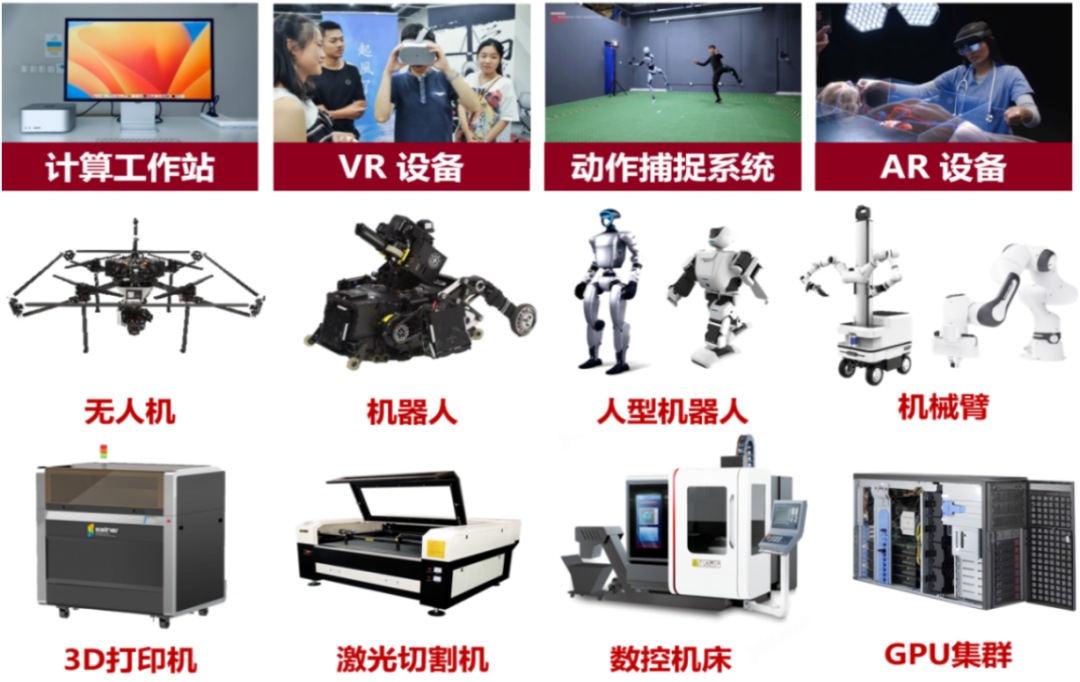 计算工作站
VR 设备
动作捕捉系统
AR 设备
无人机
机器人
人型机器人
机械臂
3D打印机
激光切割机
数控机床
GPU集群